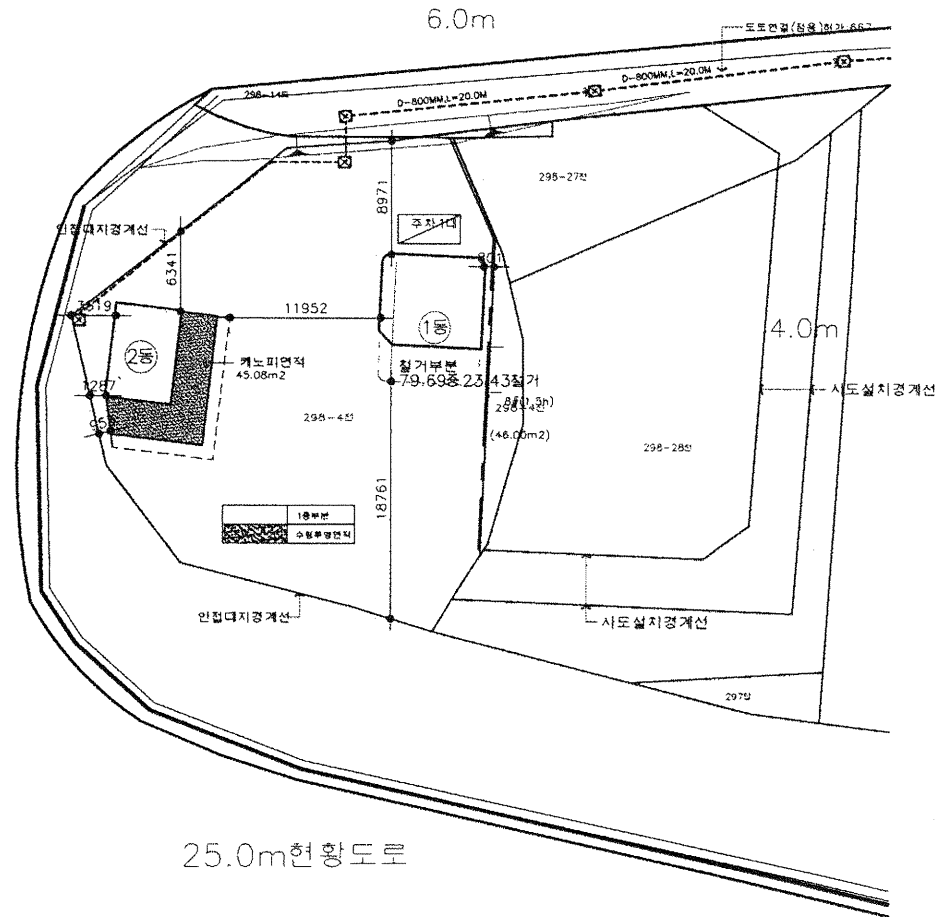 6.0m
도로연결(점용)허가-667
D-800MM,L=20.0M
D-800MM,L=20.0M
298-14도
298-27전
8971
주차1대
인접대지경계선
6341
801
3519
11952
1동
4.0m
2동
캐노피면적
45.08m2
철거부분
1287
사도설치경계선
298-4전
(46.00m2)
95
298-28전
18761
1층부분
수평투영면적
인접대지경계선
사도설치경계선
297답
25.0m현황도로